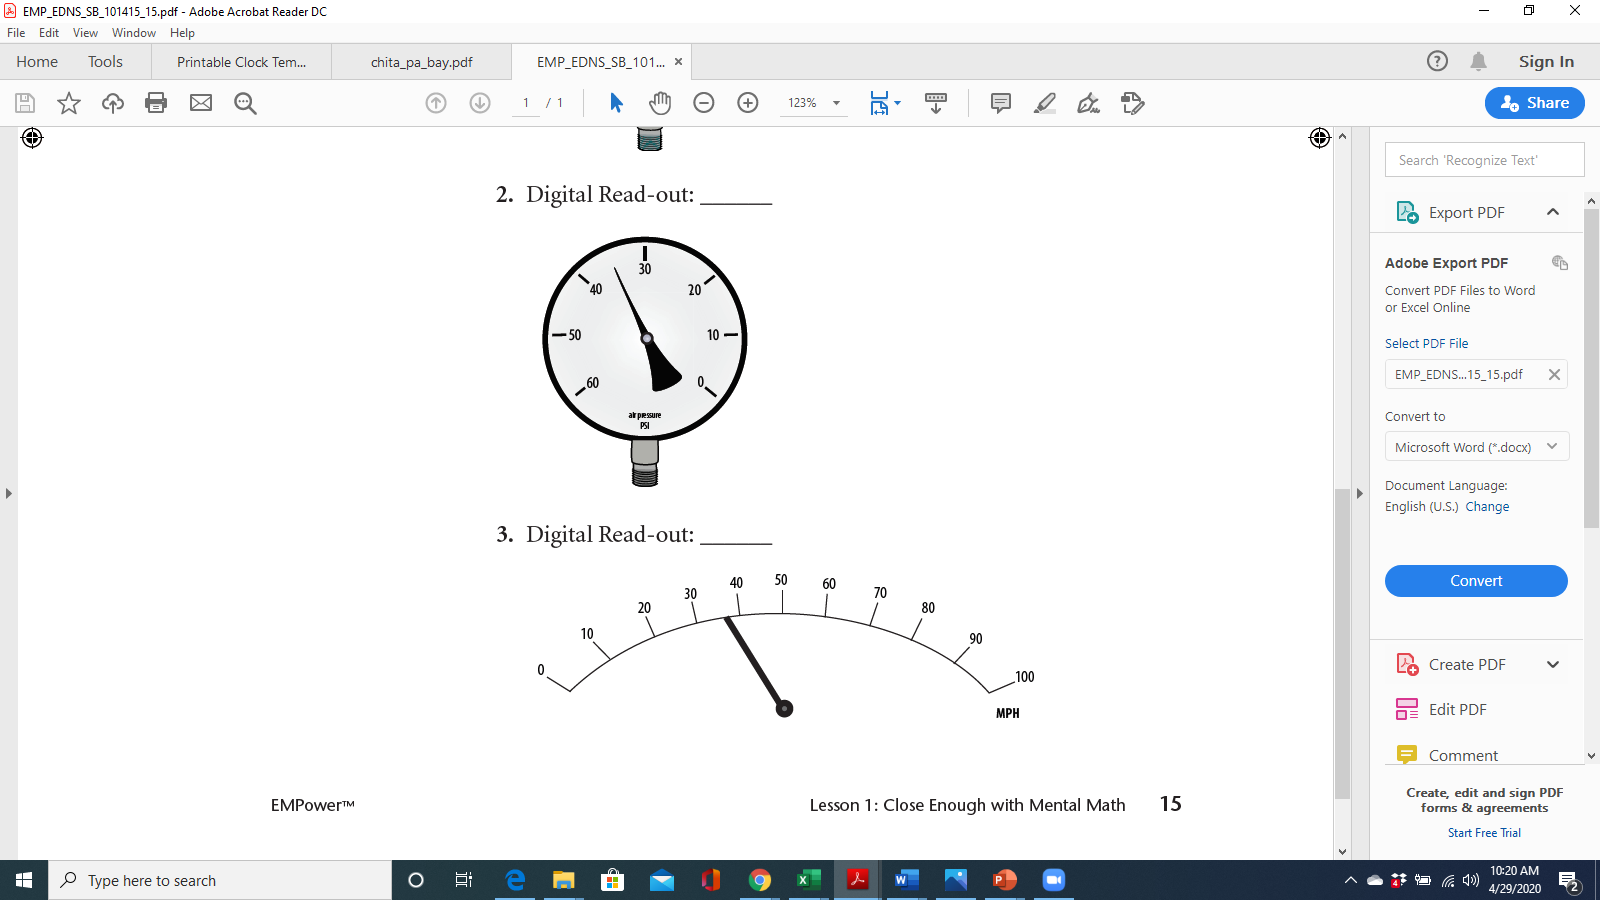 EMP_EDNS_SB_101415_15.pdf - Adobe Acrobat Reader DC
File Edit View Window Help
Home Tools Printable Clock Tem... chita_pa_bay.pdf EMP_EDNS_SB_101... × Sign In
1 / 1 123% Share
2. Digital Read-out: ______
30
40 20
50 10
60 0
air pressure
PSI
3. Digital Read-out: ______
0 10 20 30 40 50 60 70 80 90 100
MPH
EMPower™ Lesson 1: Close Enough with Mental Math 15
Search 'Recognize Text'
Export PDF
Adobe Export PDF
Convert PDF Files to Word
or Excel Online
Select PDF File
EMP_EDNS...15_15.pdf
Convert to
Microsoft Word (*.docx)
Document Language:
English (U.S.) Change
Convert
Create PDF
Edit PDF
Comment
Create, edit and sign PDF
forms & agreements
Start Free Trial
Type here to search
10:20 AM
4/29/2020
2